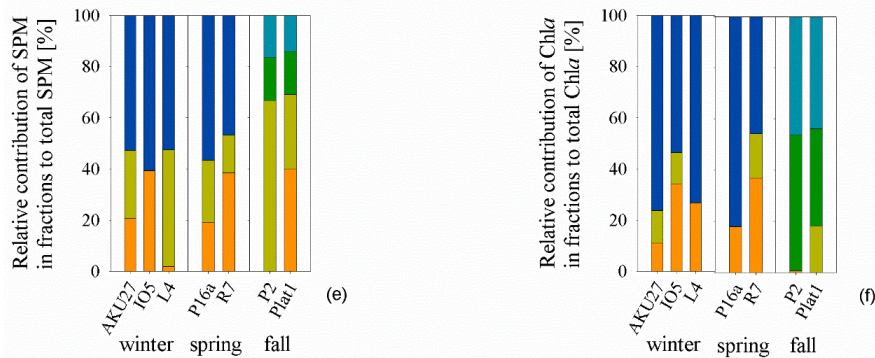 Relative contribution of SPM
in fractions to total SPM [%]
100
80
60
40
20
0
AKU27
IO5
L4
P16a
R7
P2
Plat1
winter
spring
fall
(e)
Relative contribution of Chla
in fractions to total Chla [%]
100
80
60
40
20
0
AKU27
IO5
L4
P16a
R7
P2
Plat1
winter
spring
fall
(f)